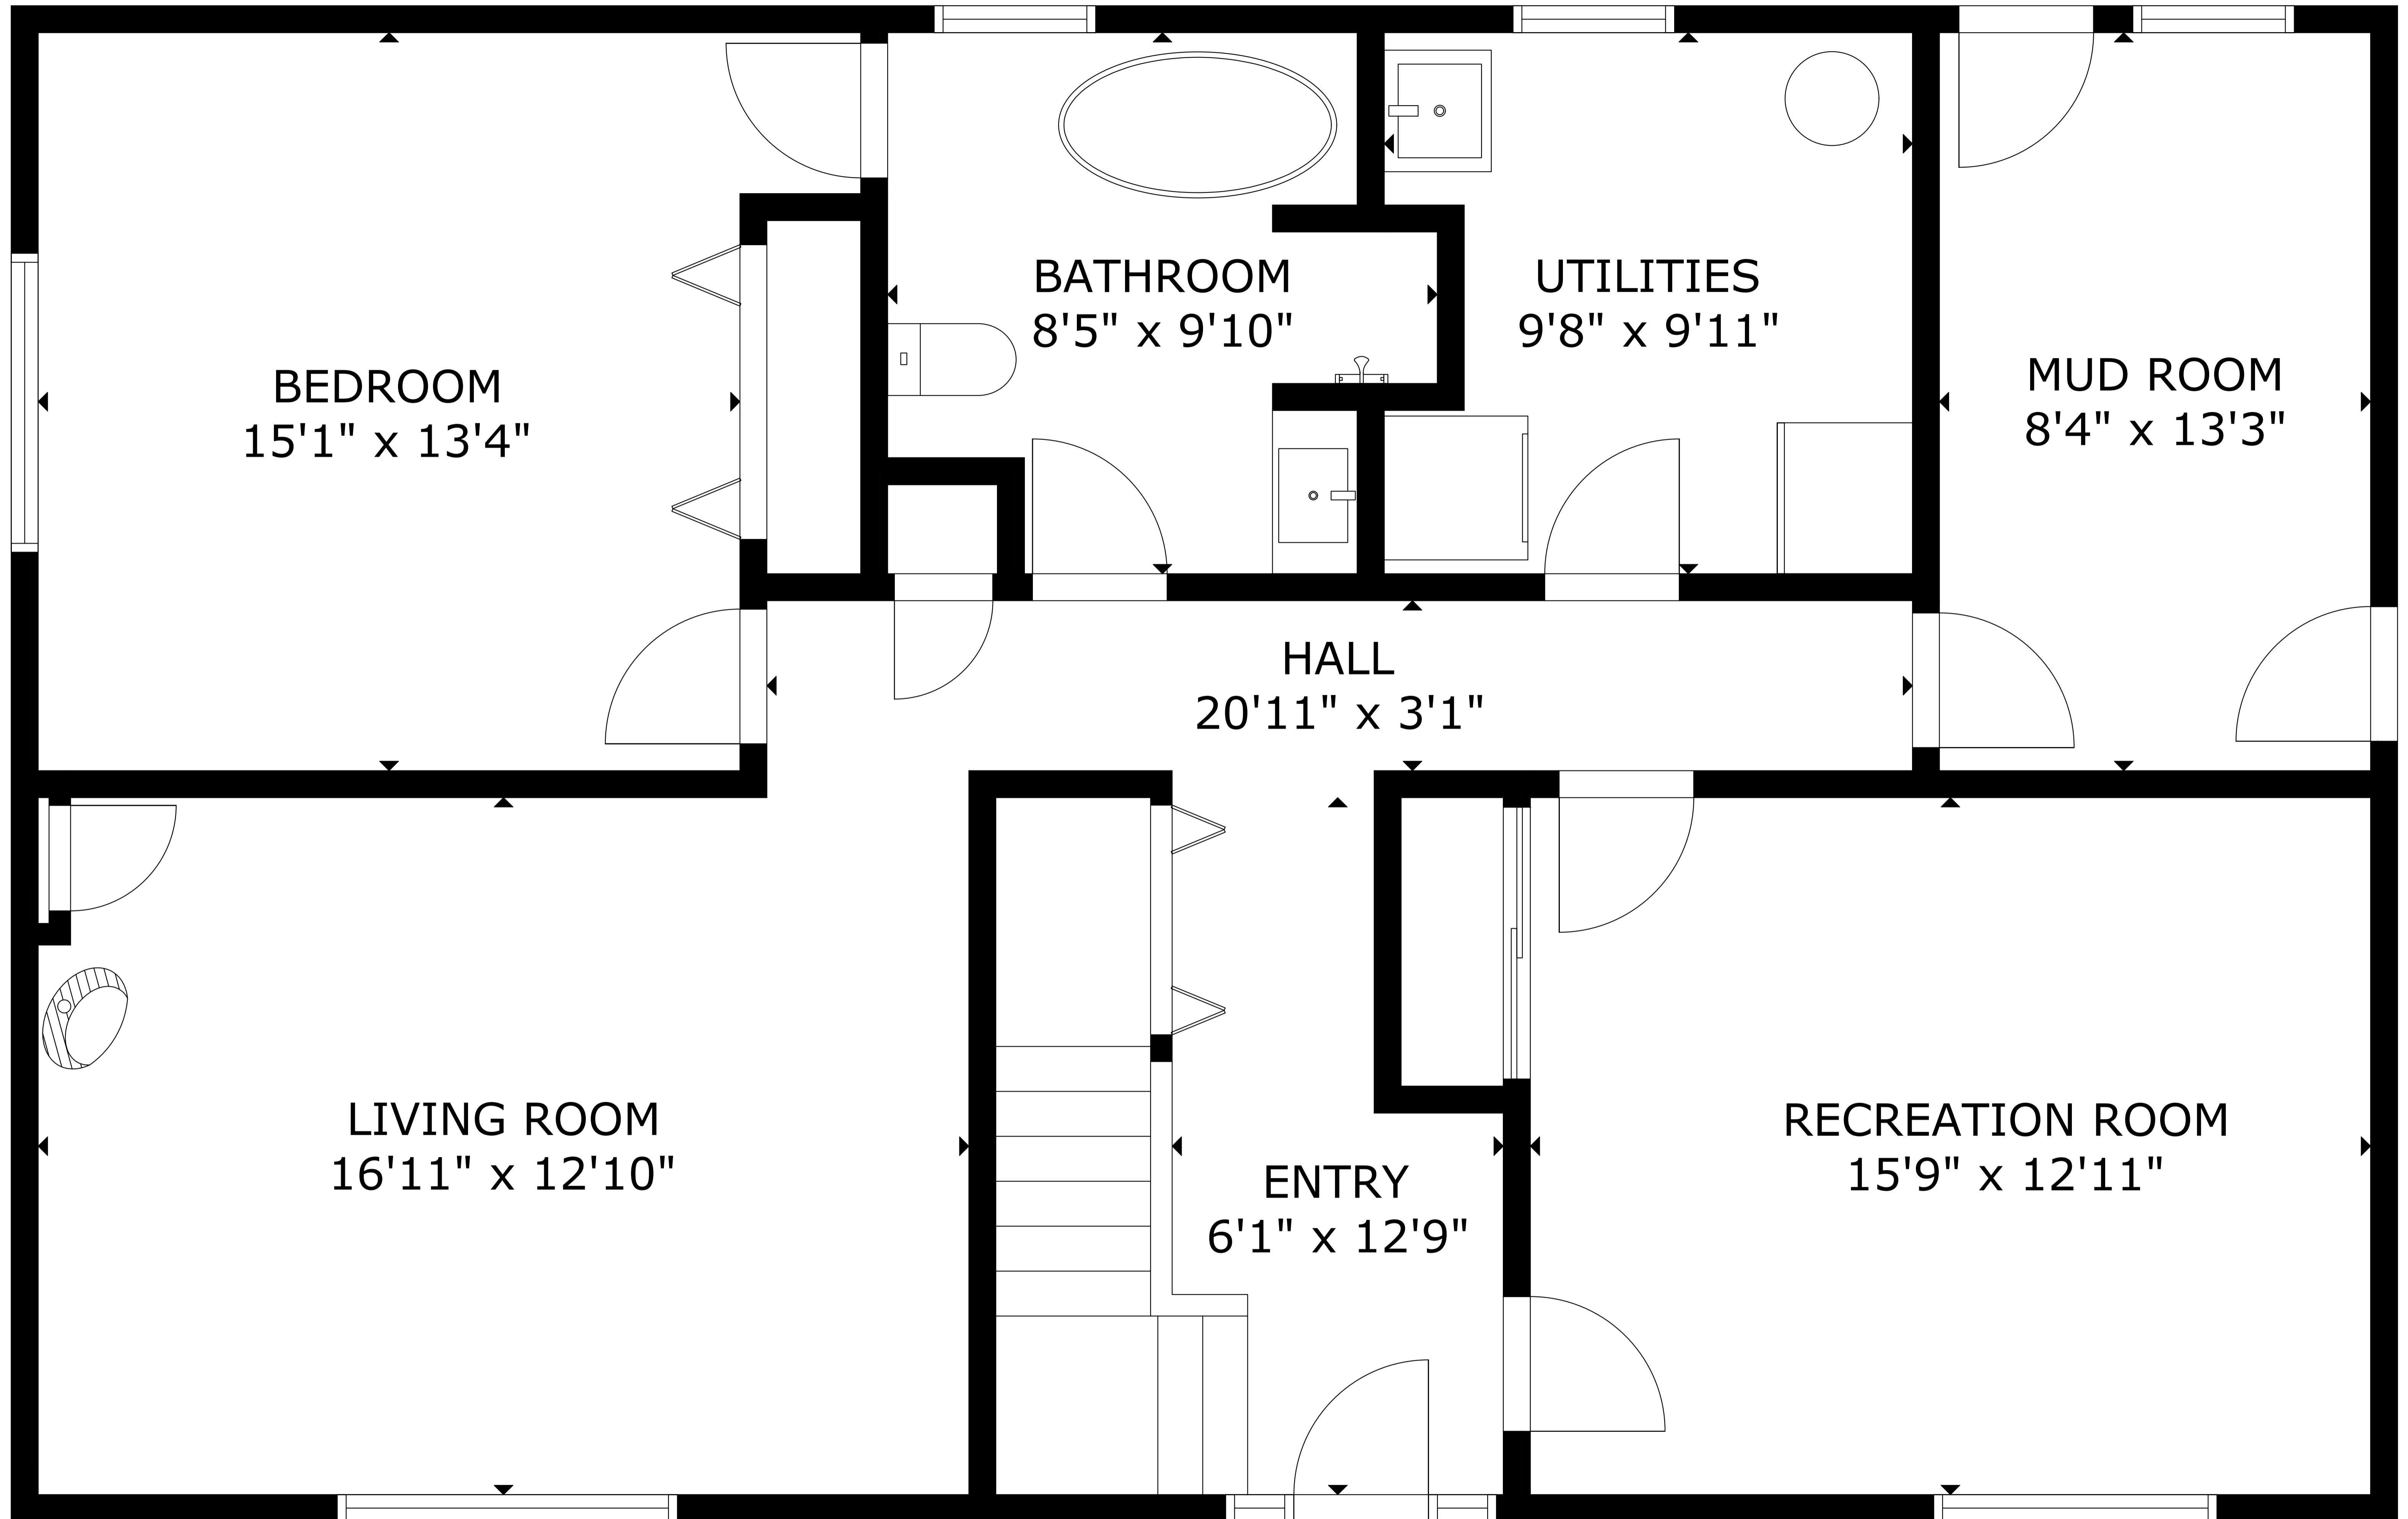 BATHROOM
8'5" x 9'10"
UTILITIES
9'8" x 9'11"
BEDROOM
15'1" x 13'4"
MUD ROOM
8'4" x 13'3"
HALL
20'11" x 3'1"
LIVING ROOM
16'11" x 12'10"
ENTRY
6'1" x 12'9"
RECREATION ROOM
15'9" x 12'11"